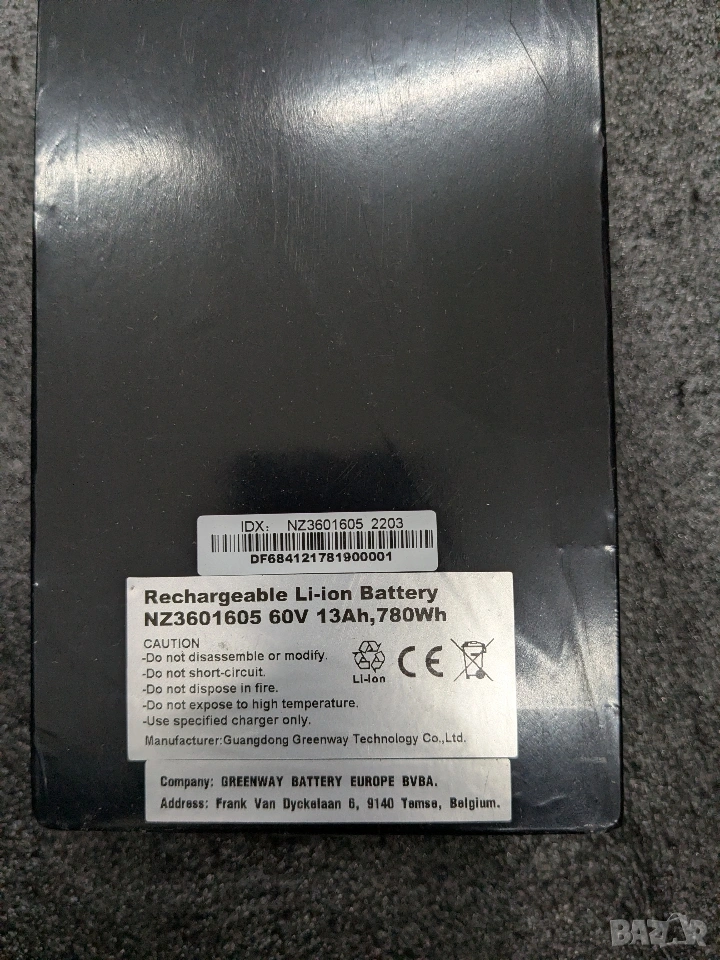 IDX: NZ3601605 2203
DF684121781900001
Rechargeable Li-ion Battery
NZ3601605 60V 13Ah,780Wh
CAUTION
-Do not disassemble or modify.
-Do not short-circuit.
-Do not dispose in fire.
-Do not expose to high temperature.
-Use specified charger only.
Li-Ion
CE
Manufacturer:Guangdong Greenway Technology Co.,Ltd.
Company: GREENWAY BATTERY EUROPE BVBA.
Address: Frank Van Dyckelaan 6, 9140 Temse, Belgium.
BAZAR